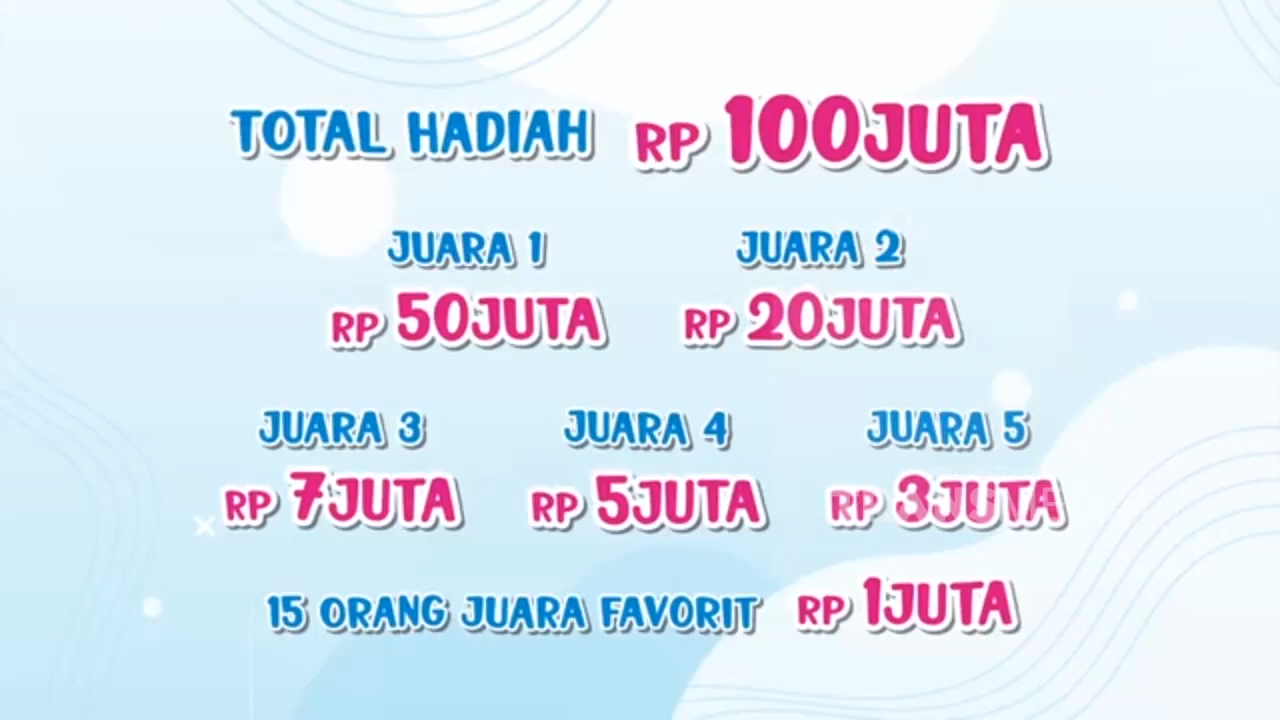 TOTAL HADIAH RP 100JUTA
JUARA 1
RP 50JUTA
JUARA 2
RP 20JUTA
JUARA 3
RP 7JUTA
JUARA 4
RP 5JUTA
JUARA 5
RP 3JUTA
15 ORANG JUARA FAVORIT RP 1JUTA